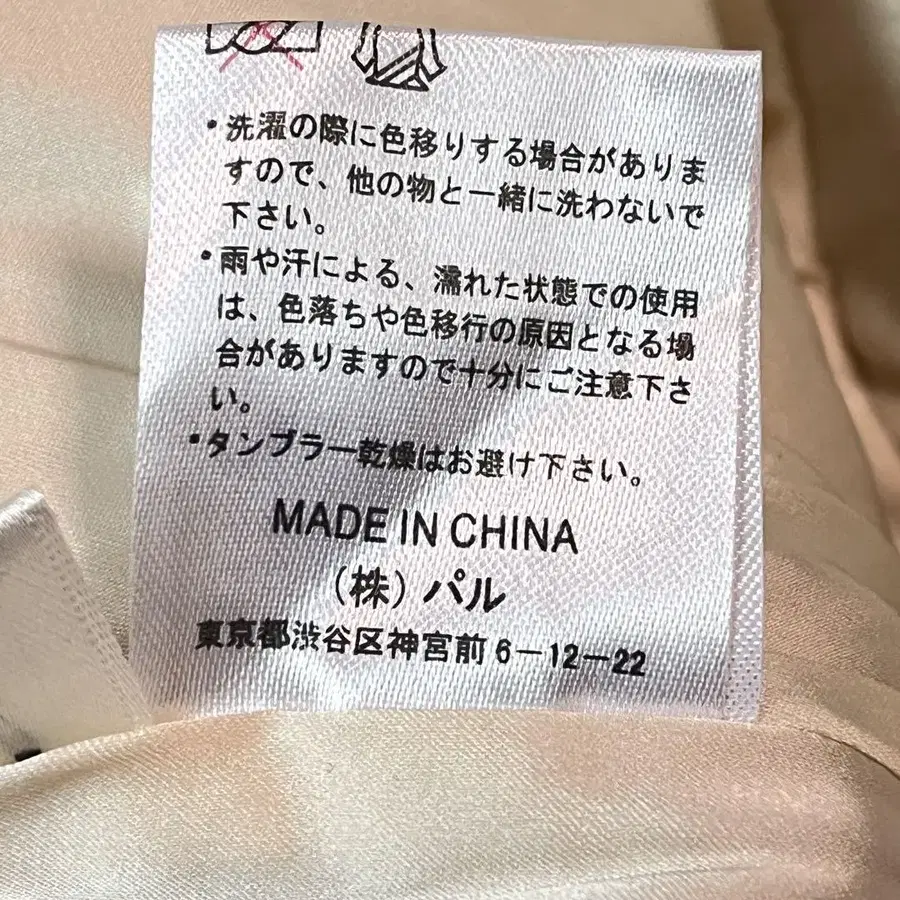 ・洗濯の際に色移りする場合がありま
すので、他の物と一緒に洗わないで
下さい。
・雨や汗による、濡れた状態での使用
は、色落ちや色移行の原因となる場
合がありますので十分にご注意下さ
い。
・タンブラー乾燥はお避け下さい。
MADE IN CHINA
(株) パル
東京都渋谷区神宮前 6-12-22